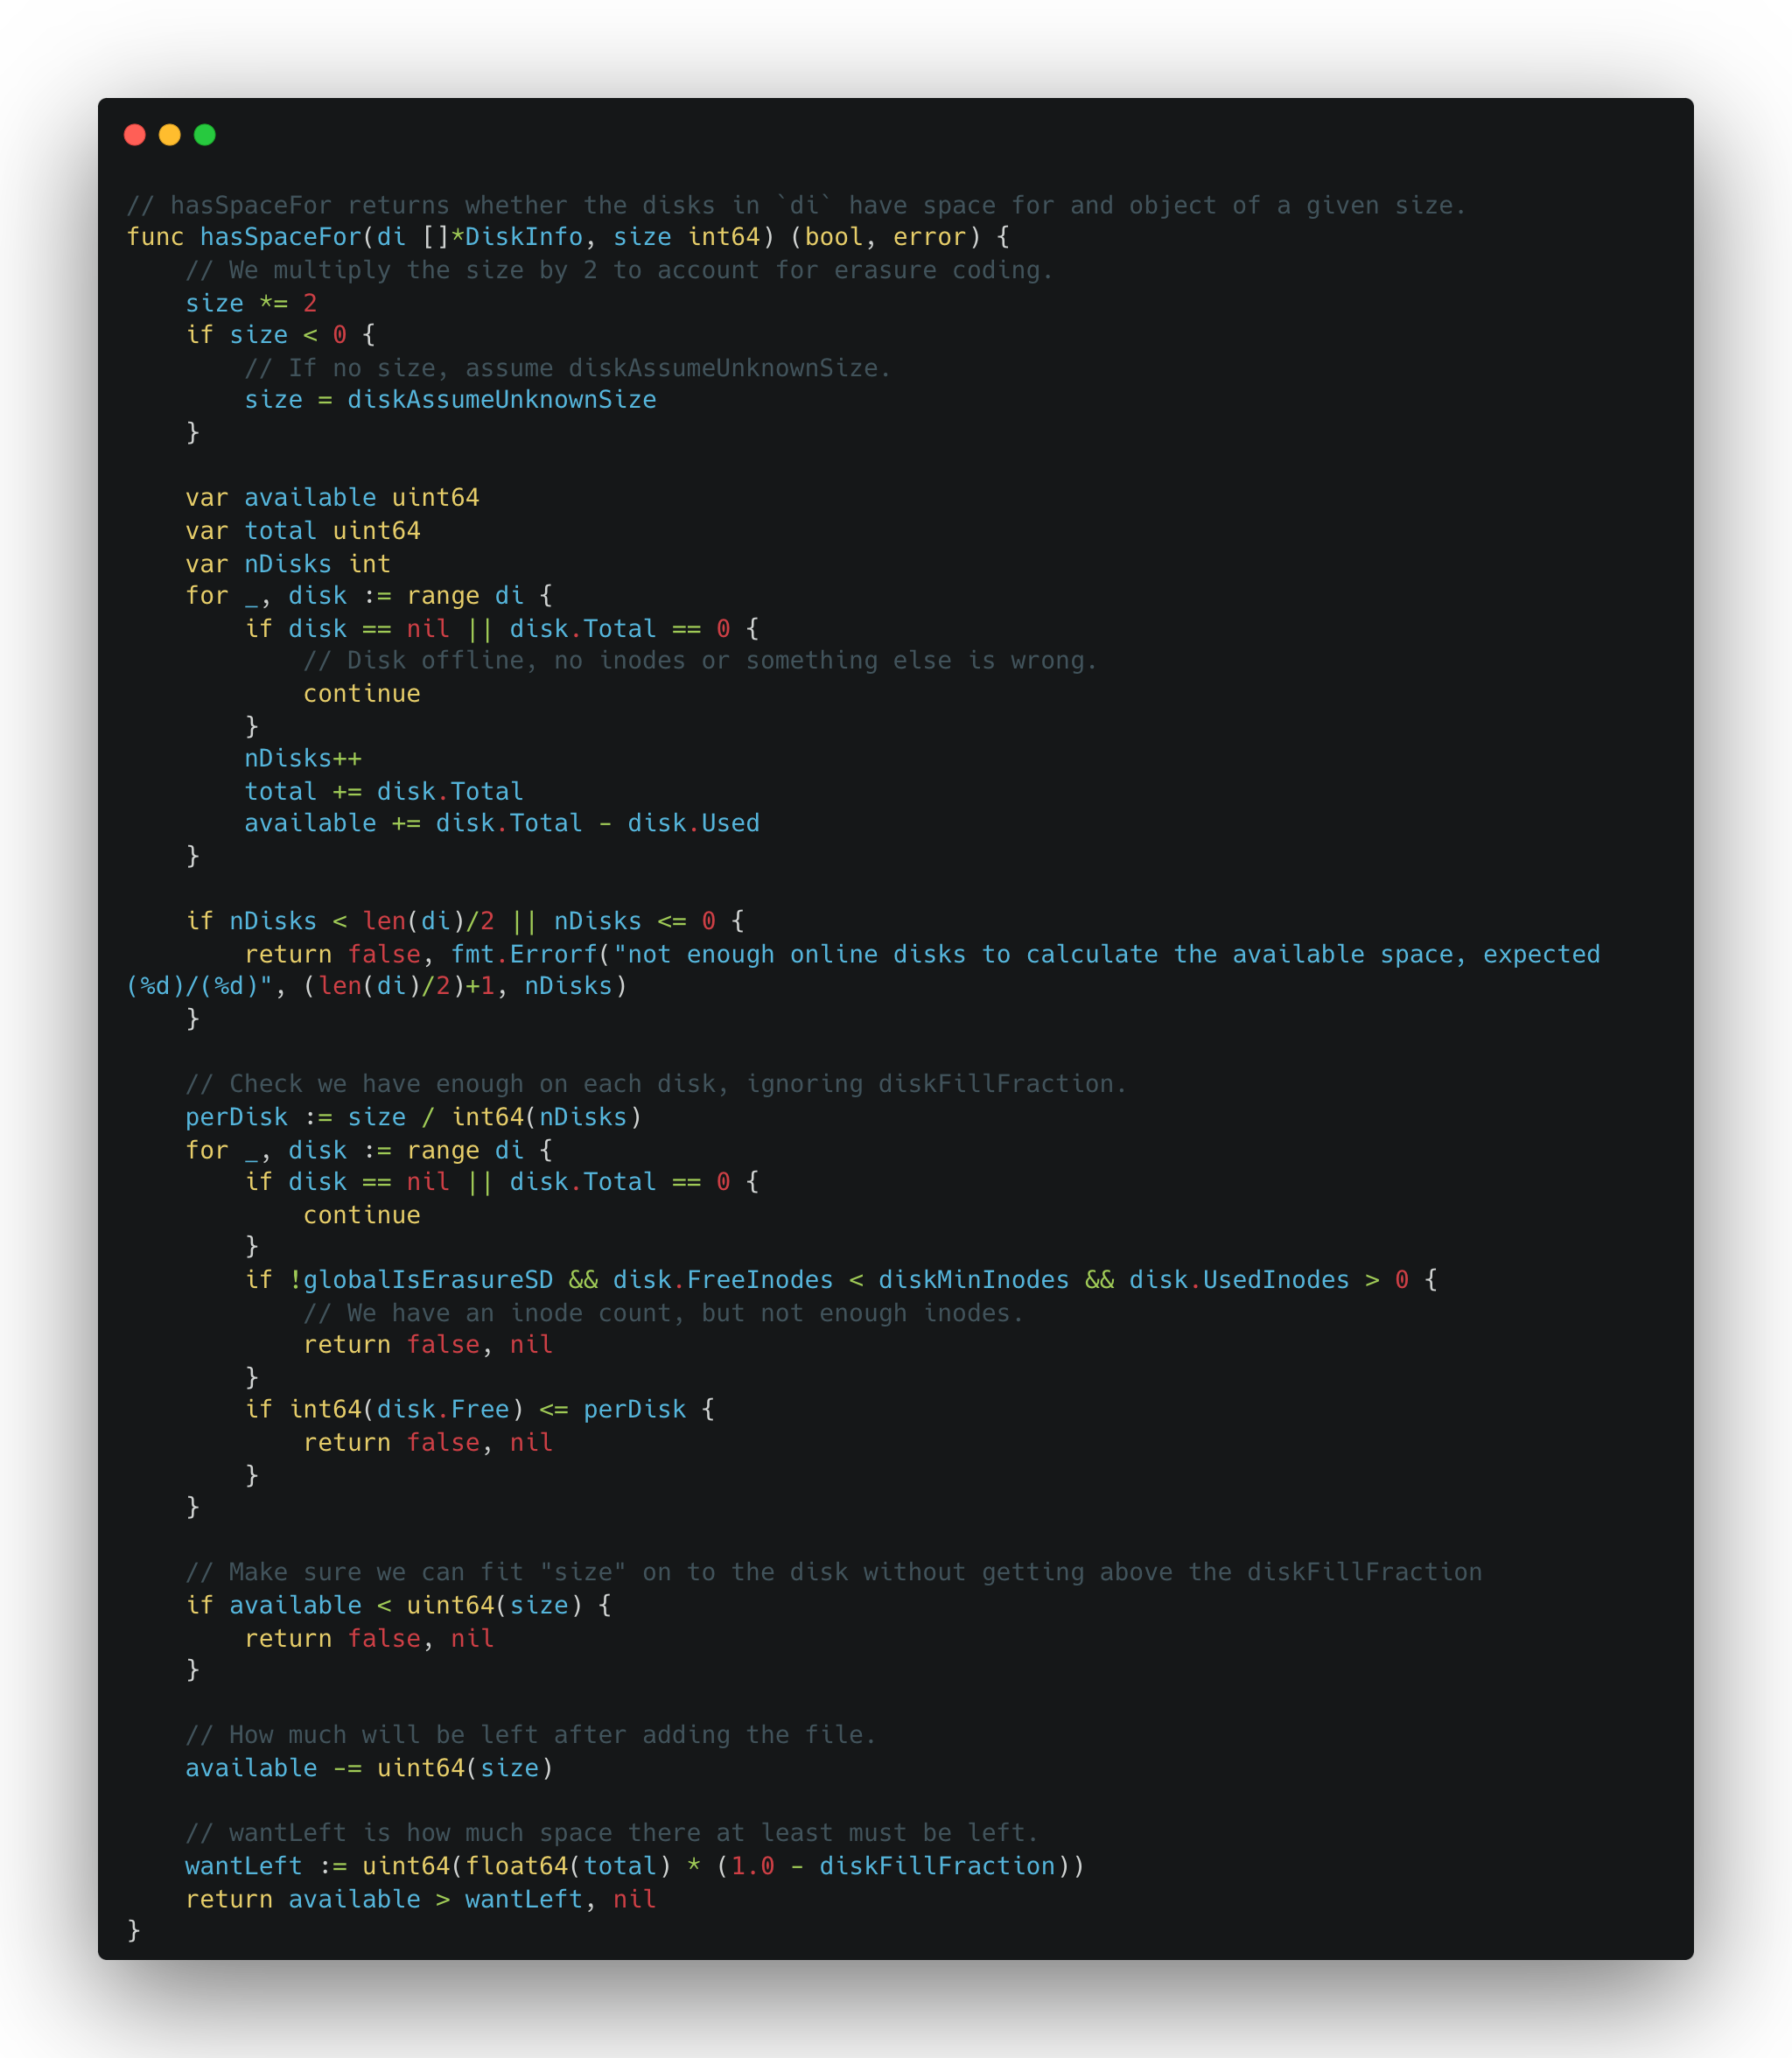 // hasSpaceFor returns whether the disks in `di` have space for and object of a given size.
func hasSpaceFor(di []*DiskInfo, size int64) (bool, error) {
    // We multiply the size by 2 to account for erasure coding.
    size *= 2
    if size < 0 {
        // If no size, assume diskAssumeUnknownSize.
        size = diskAssumeUnknownSize
    }

    var available uint64
    var total uint64
    var nDisks int
    for _, disk := range di {
        if disk == nil || disk.Total == 0 {
            // Disk offline, no inodes or something else is wrong.
            continue
        }
        nDisks++
        total += disk.Total
        available += disk.Total - disk.Used
    }

    if nDisks < len(di)/2 || nDisks <= 0 {
        return false, fmt.Errorf("not enough online disks to calculate the available space, expected
(%d)/(%d)", (len(di)/2)+1, nDisks)
    }

    // Check we have enough on each disk, ignoring diskFillFraction.
    perDisk := size / int64(nDisks)
    for _, disk := range di {
        if disk == nil || disk.Total == 0 {
            continue
        }
        if !globalIsErasureSD && disk.FreeInodes < diskMinInodes && disk.UsedInodes > 0 {
            // We have an inode count, but not enough inodes.
            return false, nil
        }
        if int64(disk.Free) <= perDisk {
            return false, nil
        }
    }

    // Make sure we can fit "size" on to the disk without getting above the diskFillFraction
    if available < uint64(size) {
        return false, nil
    }

    // How much will be left after adding the file.
    available -= uint64(size)

    // wantLeft is how much space there at least must be left.
    wantLeft := uint64(float64(total) * (1.0 - diskFillFraction))
    return available > wantLeft, nil
}